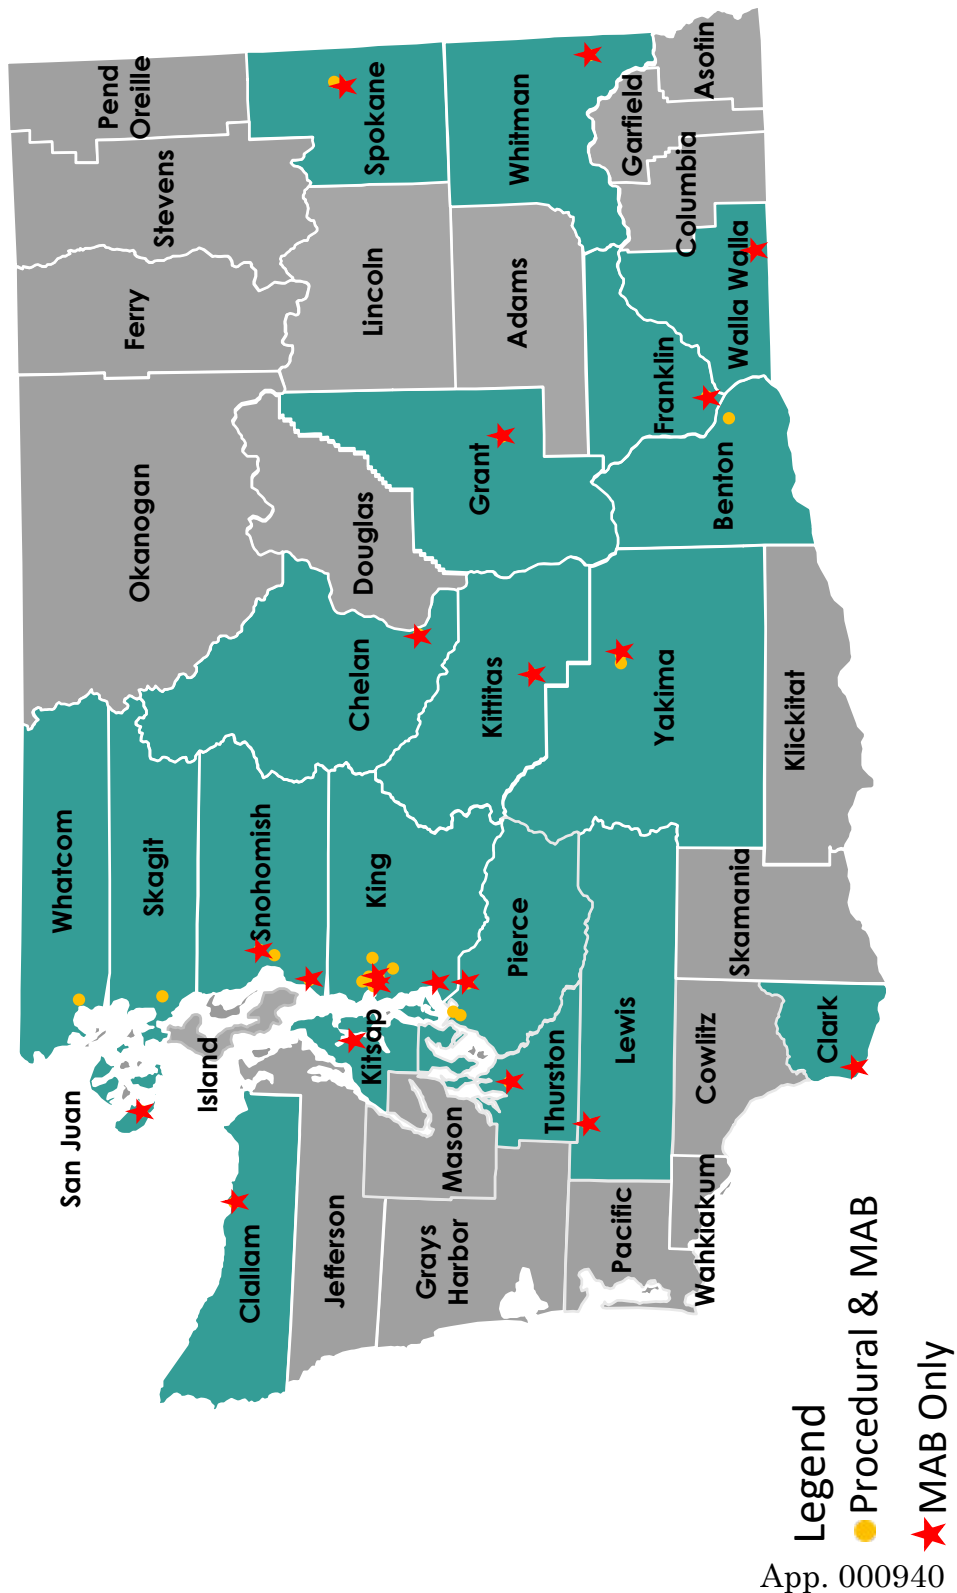 San Juan
Whatcom
Okanogan
Ferry
Stevens
Pend
Oreille
Skagit
Island
Snohomish
Chelan
Douglas
Clallam
Jefferson
Kitsap
King
Grant
Lincoln
Spokane
Grays
Harbor
Mason
Kittitas
Adams
Whitman
Thurston
Pierce
Pacific
Lewis
Yakima
Franklin
Benton
Walla Walla
Columbia
Garfield
Asotin
Wahkiakum
Cowlitz
Skamania
Clark
Klickitat
Legend
Procedural & MAB
MAB Only
App. 000940